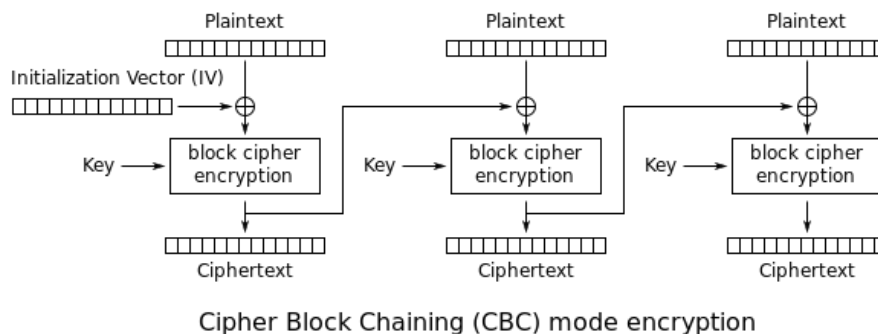 Plaintext Plaintext Plaintext
Initialization Vector (IV)
Key block cipher encryption Key block cipher encryption Key block cipher encryption
Ciphertext Ciphertext Ciphertext
Cipher Block Chaining (CBC) mode encryption